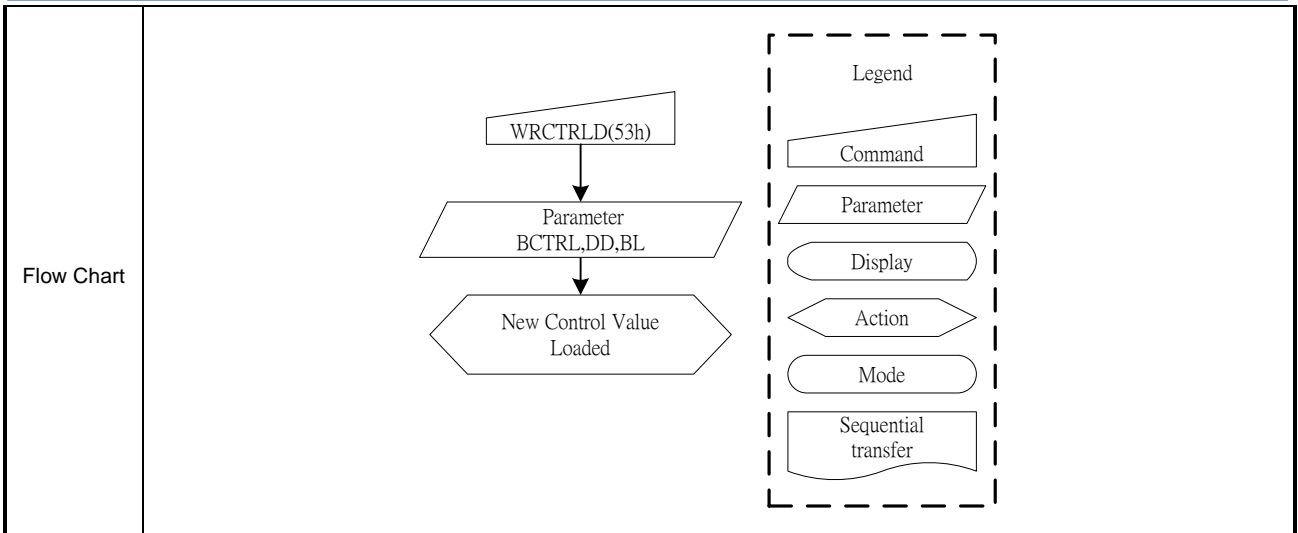 Flow Chart
WRCTRLD(53h)
Parameter
BCTRL,DD,BL
New Control Value
Loaded
Legend
Command
Parameter
Display
Action
Mode
Sequential
transfer